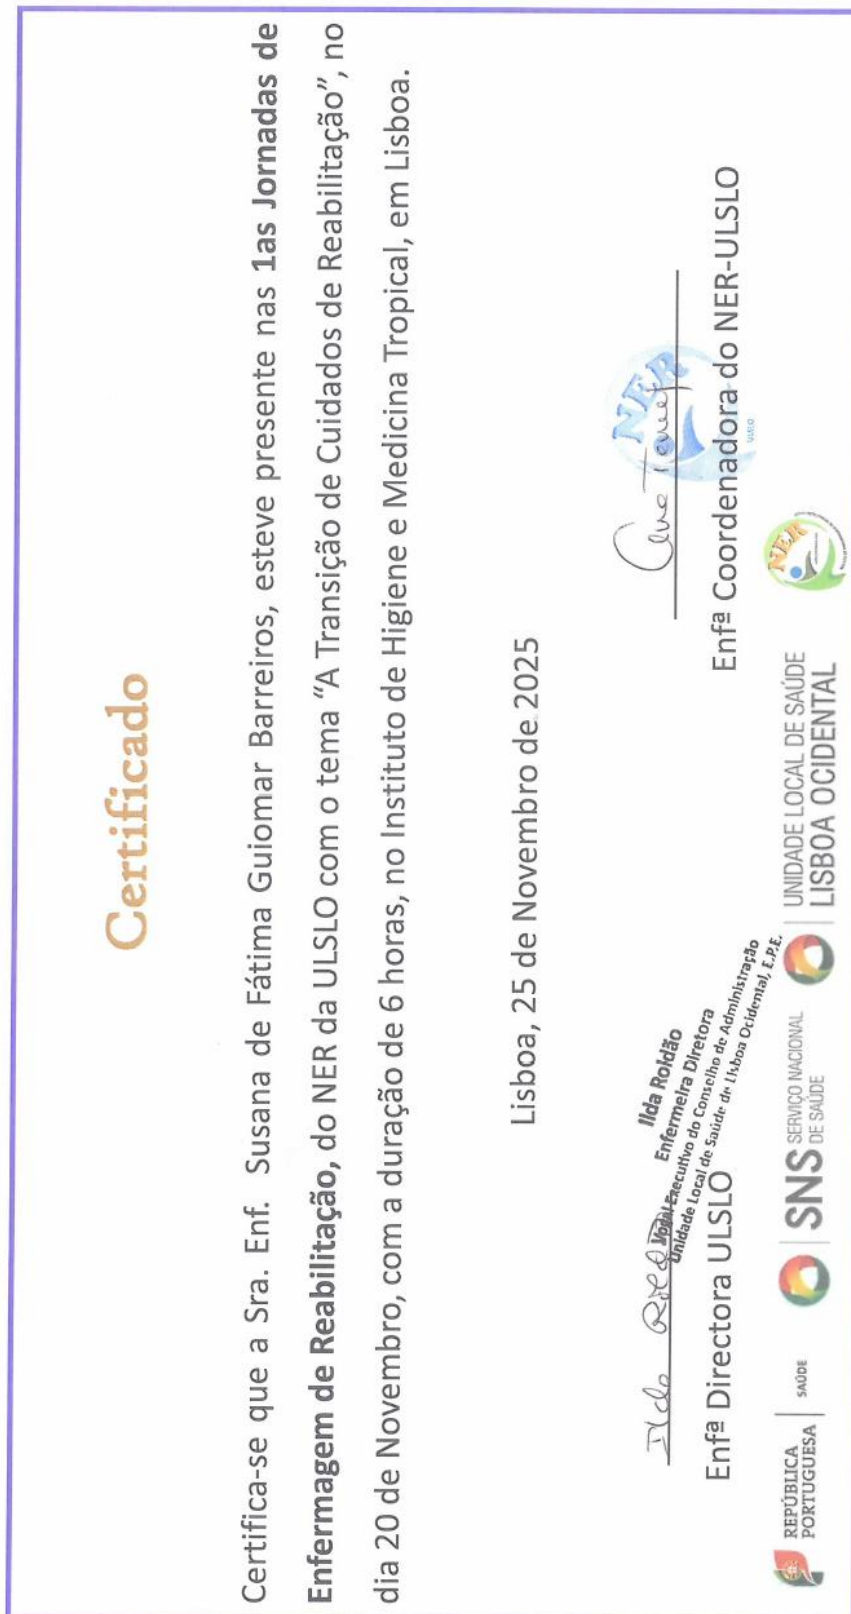 Certificado
Certifica-se que a Sra. Enf. Susana de Fátima Guiomar Barreiros, esteve presente nas 1as Jornadas de
Enfermagem de Reabilitação, do NER da ULSLO com o tema "A Transição de Cuidados de Reabilitação", no
dia 20 de Novembro, com a duração de 6 horas, no Instituto de Higiene e Medicina Tropical, em Lisboa.
Lisboa, 25 de Novembro de 2025
Ilda Roldão
Ilda Roldão
Enfermeira Diretora
Vogal Executivo do Conselho de Administração
Unidade Local de Saúde de Lisboa Ocidental, E.P.E.
Enfª Directora ULSLO
NER
ULSLO
Enfª Coordenadora do NER-ULSLO
REPÚBLICA
PORTUGUESA
SAÚDE
SNS
SERVIÇO NACIONAL
DE SAÚDE
UNIDADE LOCAL DE SAÚDE
LISBOA OCIDENTAL
NER